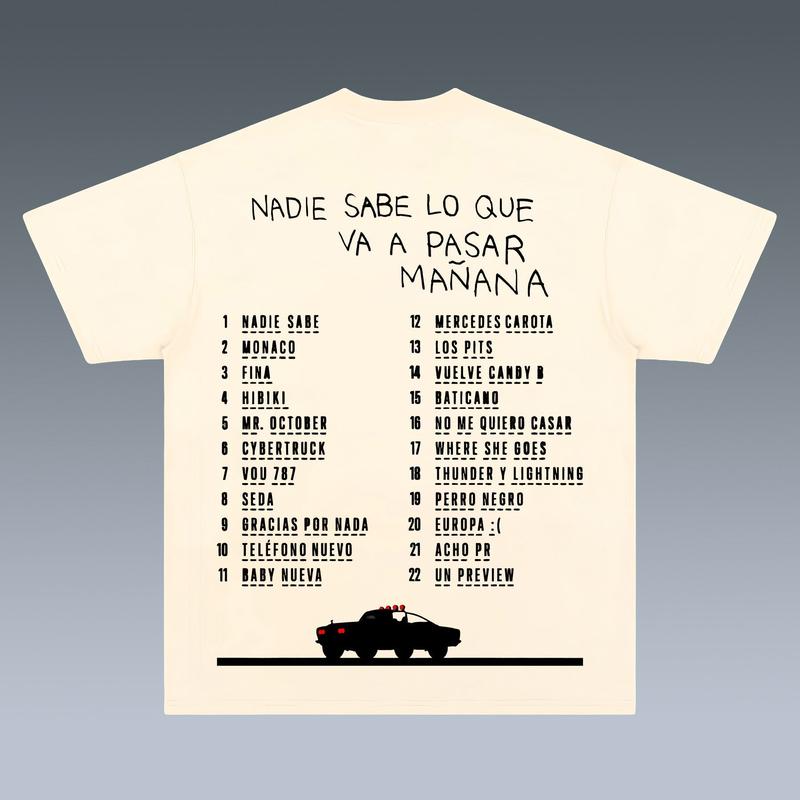 NADIE SABE LO QUE
VA A PASAR
MAÑANA
1 NADIE SABE
2 MONACO
3 FINA
4 HIBIKI
5 MR. OCTOBER
6 CYBERTRUCK
7 VOU 787
8 SEDA
9 GRACIAS POR NADA
10 TELÉFONO NUEVO
11 BABY NUEVA
12 MERCEDES CAROTA
13 LOS PITS
14 VUELVE CANDY B
15 BATICANO
16 NO ME QUIERO CASAR
17 WHERE SHE GOES
18 THUNDER Y LIGHTNING
19 PERRO NEGRO
20 EUROPA :(
21 ACHO PR
22 UN PREVIEW